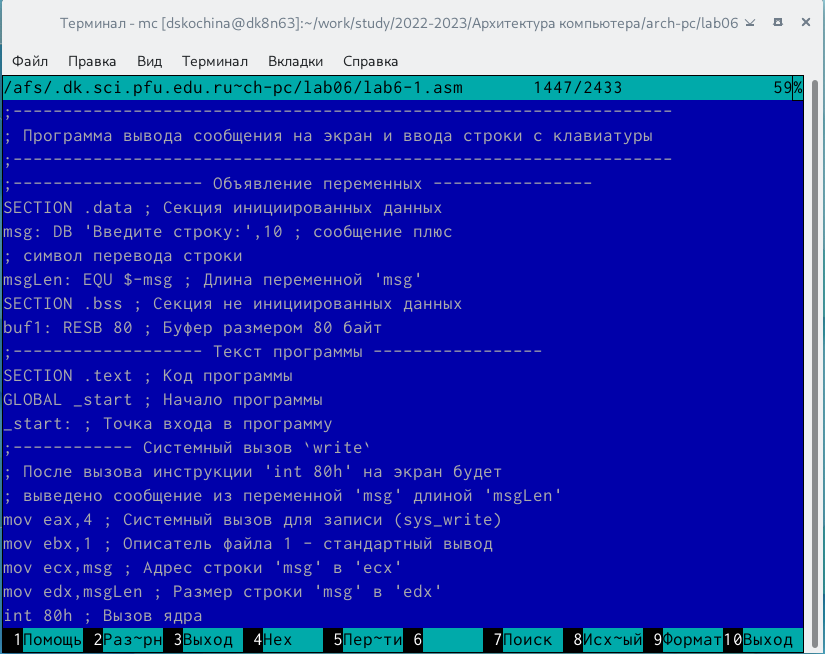 Терминал - mc [dskochina@dk8n63]:~/work/study/2022-2023/Архитектура компьютера/arch-pc/lab06
Файл Правка Вид Терминал Вкладки Справка
/afs/.dk.sci.pfu.edu.ru~ch-pc/lab06/lab6-1.asm 1447/2433 59%
;------------------------------------------------------------------
; Программа вывода сообщения на экран и ввода строки с клавиатуры
;------------------------------------------------------------------
;------------------- Объявление переменных ----------------
SECTION .data ; Секция инициированных данных
msg: DB 'Введите строку:',10 ; сообщение плюс
; символ перевода строки
msgLen: EQU $-msg ; Длина переменной 'msg'
SECTION .bss ; Секция не инициированных данных
buf1: RESB 80 ; Буфер размером 80 байт
;------------------- Текст программы -----------------
SECTION .text ; Код программы
GLOBAL _start ; Начало программы
_start: ; Точка входа в программу
;------------ Системный вызов `write`
; После вызова инструкции 'int 80h' на экран будет
; выведено сообщение из переменной 'msg' длиной 'msgLen'
mov eax,4 ; Системный вызов для записи (sys_write)
mov ebx,1 ; Описатель файла 1 - стандартный вывод
mov ecx,msg ; Адрес строки 'msg' в 'ecx'
mov edx,msgLen ; Размер строки 'msg' в 'edx'
int 80h ; Вызов ядра
1Помощь 2Раз~рн 3Выход 4Hex 5Пер~ти 6 7Поиск 8Исх~ый 9Формат 10Выход